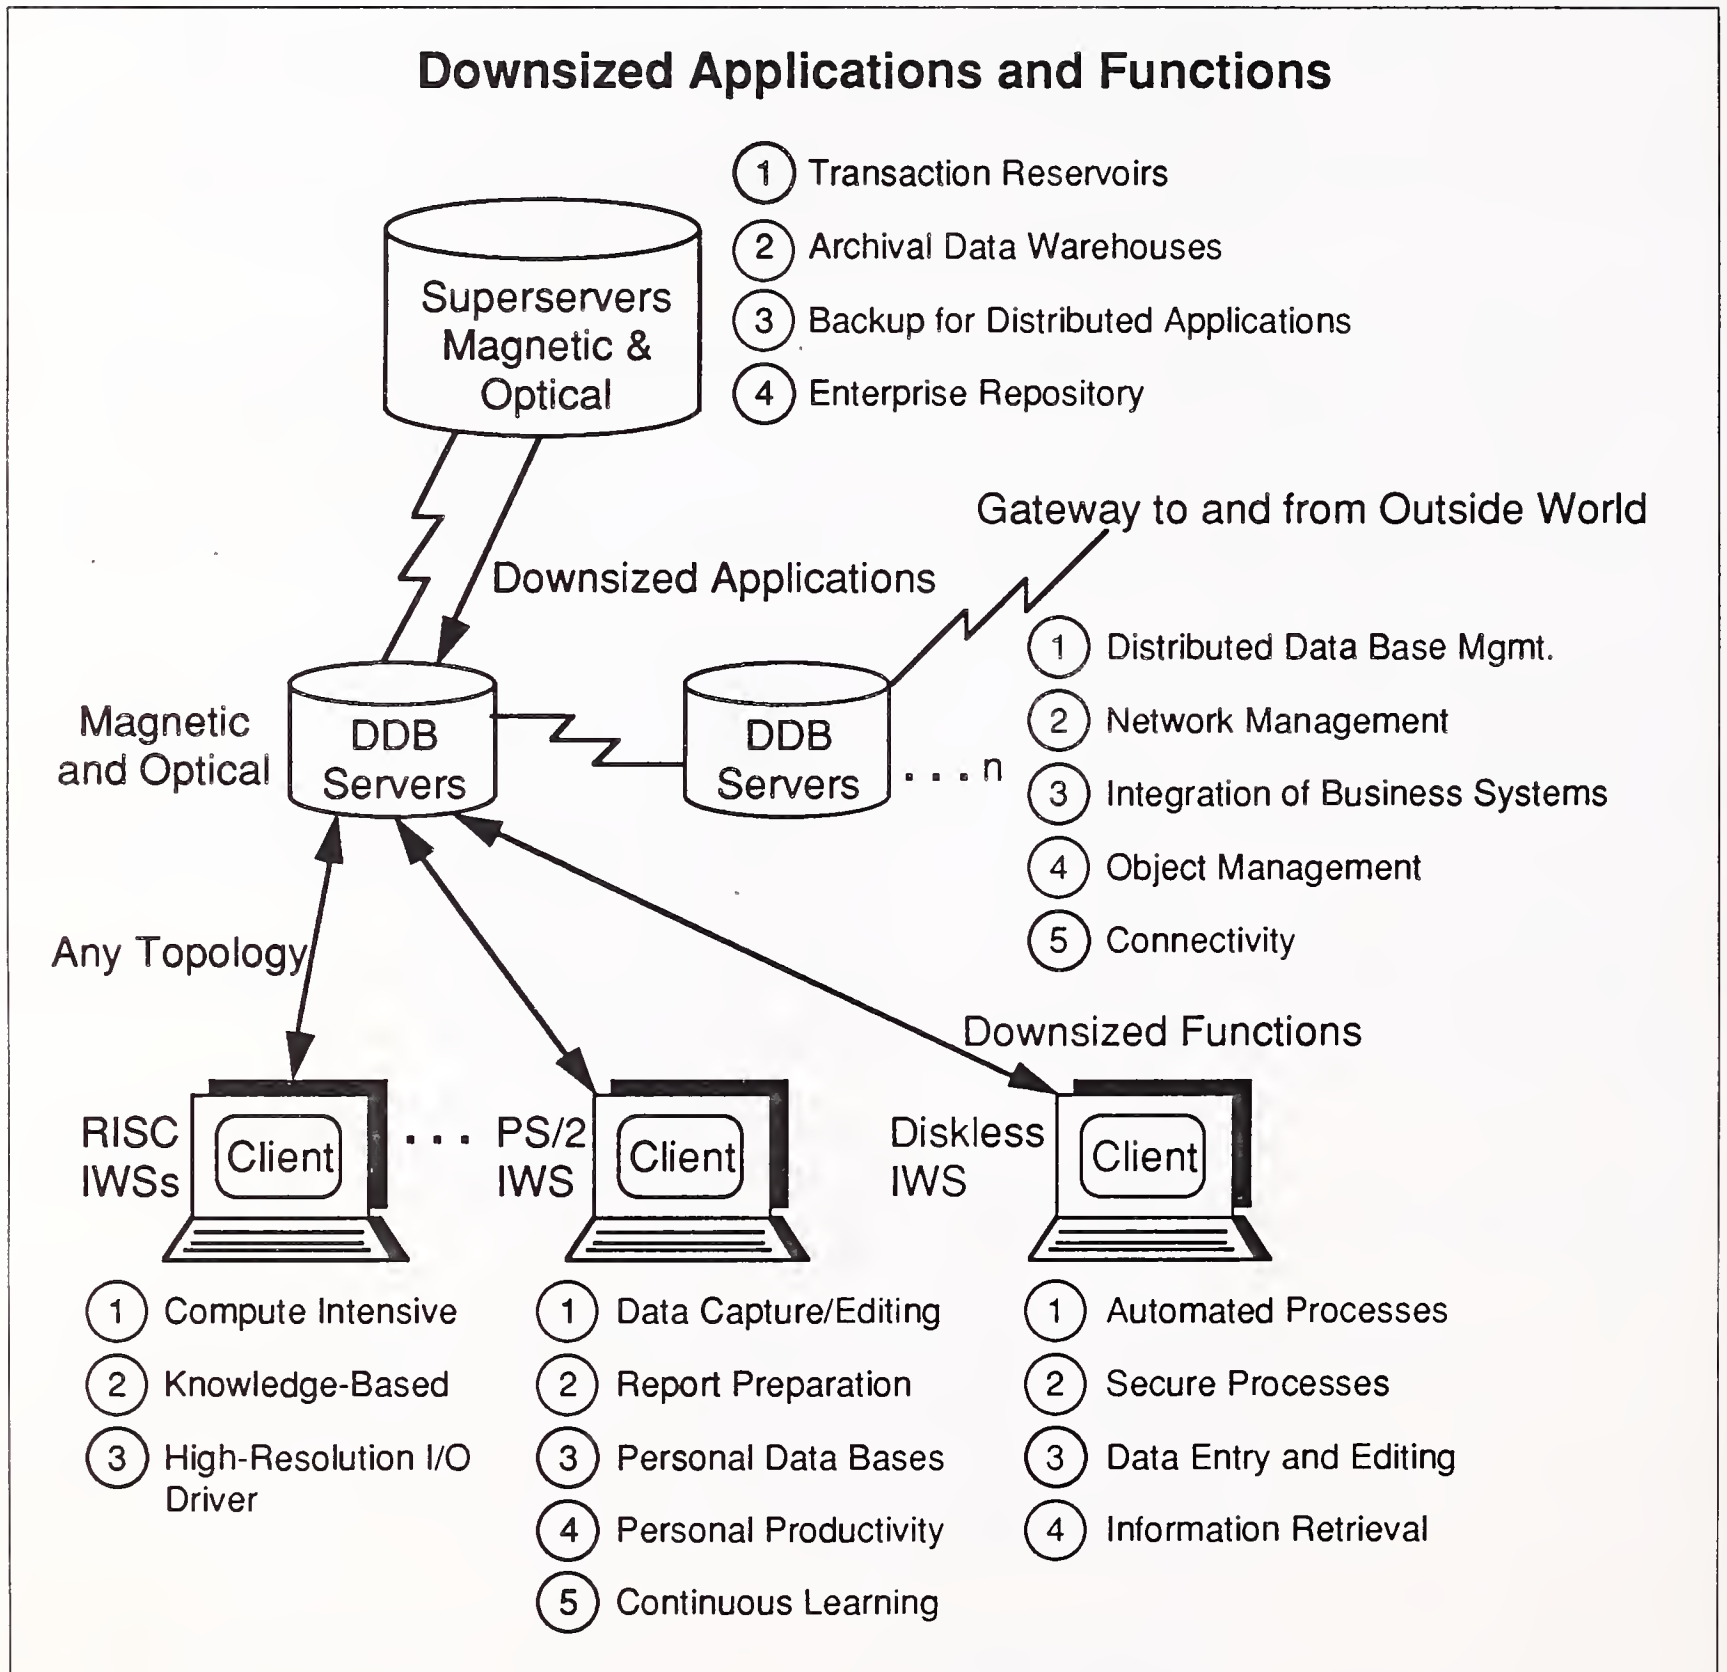 Downsized Applications and Functions
1 Transaction Reservoirs
2 Archival Data Warehouses
3 Backup for Distributed Applications
4 Enterprise Repository
Superservers
Magnetic &
Optical
Gateway to and from Outside World
Downsized Applications
1 Distributed Data Base Mgmt.
2 Network Management
3 Integration of Business Systems
4 Object Management
5 Connectivity
Magnetic
and Optical
DDB
Servers
DDB
Servers
. . . n
Any Topology
Downsized Functions
RISC
IWSs
Client
. . .
PS/2
IWS
Client
Diskless
IWS
Client
1 Compute Intensive
2 Knowledge-Based
3 High-Resolution I/O
Driver
1 Data Capture/Editing
2 Report Preparation
3 Personal Data Bases
4 Personal Productivity
5 Continuous Learning
1 Automated Processes
2 Secure Processes
3 Data Entry and Editing
4 Information Retrieval